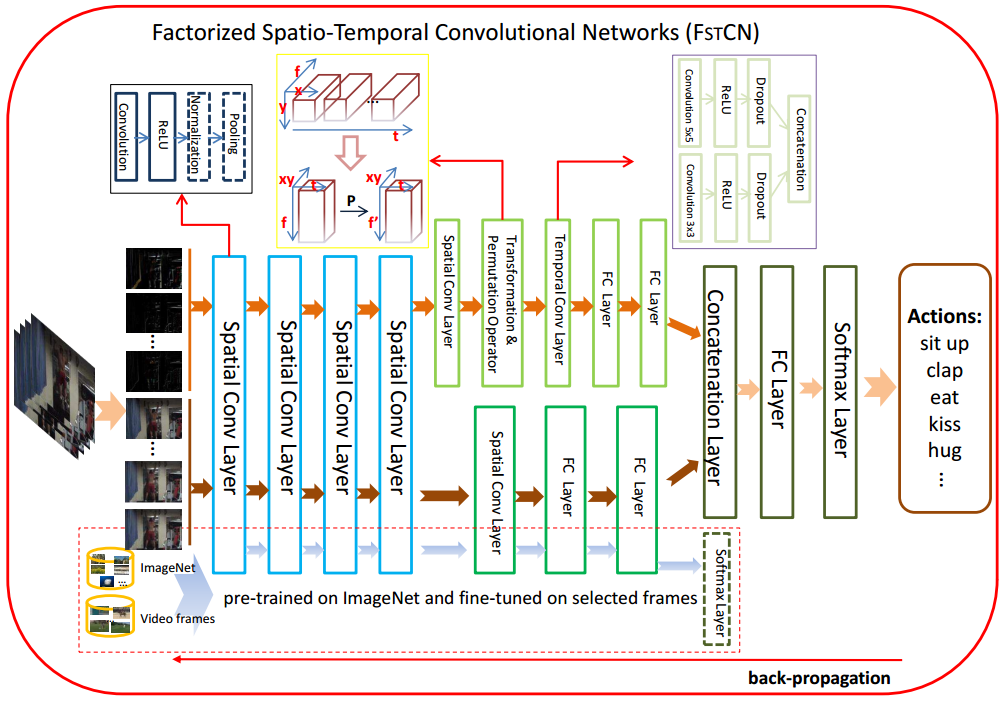 Factorized Spatio-Temporal Convolutional Networks (FSTCN)
Convolution
ReLU
Normalization
Pooling
f
x
y
...
t
xy
t
f
P
xy
t
f'
Convolution 5x5
ReLU
Dropout
Convolution 3x3
ReLU
Dropout
Concatenation
Spatial Conv Layer
Spatial Conv Layer
Spatial Conv Layer
Spatial Conv Layer
Spatial Conv Layer
Transformation &
Permutation Operator
Temporal Conv Layer
FC Layer
FC Layer
Spatial Conv Layer
FC Layer
FC Layer
Concatenation Layer
FC Layer
Softmax Layer
Actions:
sit up
clap
eat
kiss
hug
...
...
...
ImageNet
...
Video frames
pre-trained on ImageNet and fine-tuned on selected frames
Softmax Layer
back-propagation